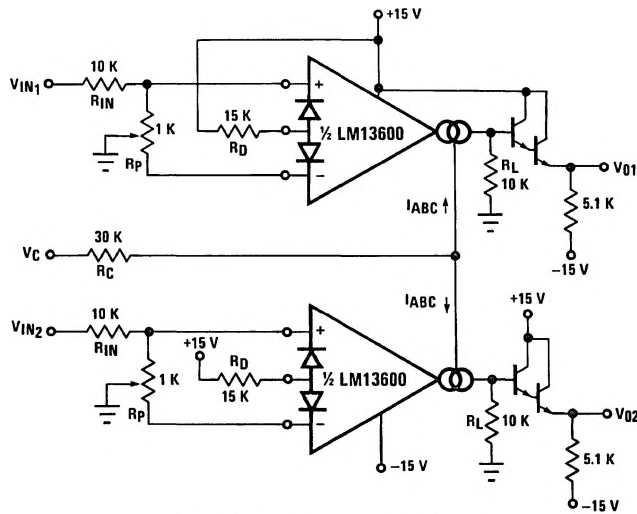 +15 V
10 K
VIN1
RIN
15 K
RD
1 K
RP
+
½ LM13600
−
RL
10 K
VO1
5.1 K
−15 V
IABC ↑
30 K
VC
RC
IABC ↓
+15 V
10 K
VIN2
RIN
+15 V
RD
15 K
1 K
RP
+
½ LM13600
−
RL
10 K
VO2
5.1 K
−15 V
−15 V